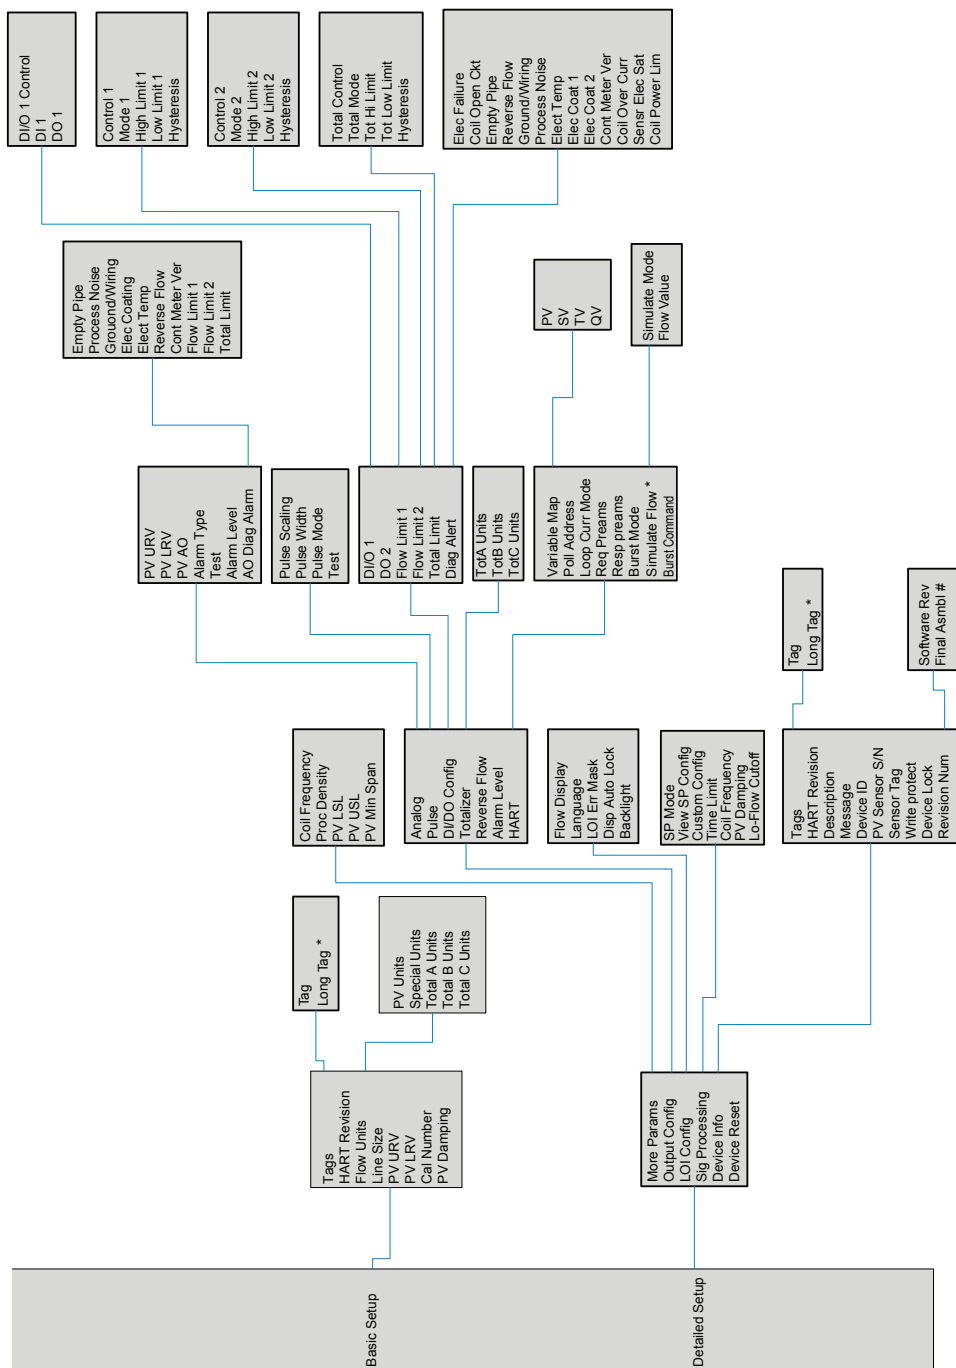 Basic Setup
Detailed Setup
Tags
HART Revision
Flow Units
Line Size
PV URV
PV LRV
Cal Number
PV Damping
More Params
Output Config
LOI Config
Sig Processing
Device Info
Device Reset
Tag
Long Tag *
PV Units
Special Units
Total A Units
Total B Units
Total C Units
Coil Frequency
Proc Density
PV LSL
PV USL
PV MIin Span
Analog
Pulse
DI/DO Config
Totalizer
Reverse Flow
Alarm Level
HART
Flow Display
Language
LOI Err Mask
Disp Auto Lock
Backlight
SP Mode
View SP Config
Custom Config
Time Limit
Coil Frequency
PV Damping
Lo-Flow Cutoff
Tags
HART Revision
Description
Message
Device ID
PV Sensor S/N
Sensor Tag
Write protect
Device Lock
Revision Num
PV URV
PV LRV
PV AO
Alarm Type
Test
Alarm Level
AO Diag Alarm
Pulse Scaling
Pulse Width
Pulse Mode
Test
DI/O 1
DO 2
Flow Limit 1
Flow Limit 2
Total Limit
Diag Alert
TotA Units
TotB Units
TotC Units
Variable Map
Poll Address
Loop Curr Mode
Req Preams
Resp preams
Burst Mode
Simulate Flow *
Burst Command
Tag
Long Tag *
Software Rev
Final Asmbl #
Empty Pipe
Process Noise
Grouond/Wiring
Elec Coating
Elect Temp
Reverse Flow
Cont Meter Ver
Flow Limit 1
Flow Limit 2
Total Limit
PV
SV
TV
QV
Simulate Mode
Flow Value
DI/O 1 Control
DI 1
DO 1
Control 1
Mode 1
High Limit 1
Low Limit 1
Hysteresis
Control 2
Mode 2
High Limit 2
Low Limit 2
Hysteresis
Total Control
Total Mode
Tot Hi Limit
Tot Low Limit
Hysteresis
Elec Failure
Coil Open Ckt
Empty Pipe
Reverse Flow
Ground/Wiring
Process Noise
Elect Temp
Elec Coat 1
Elec Coat 2
Cont Meter Ver
Coil Over Curr
Sensr Elec Sat
Coil Power Lim